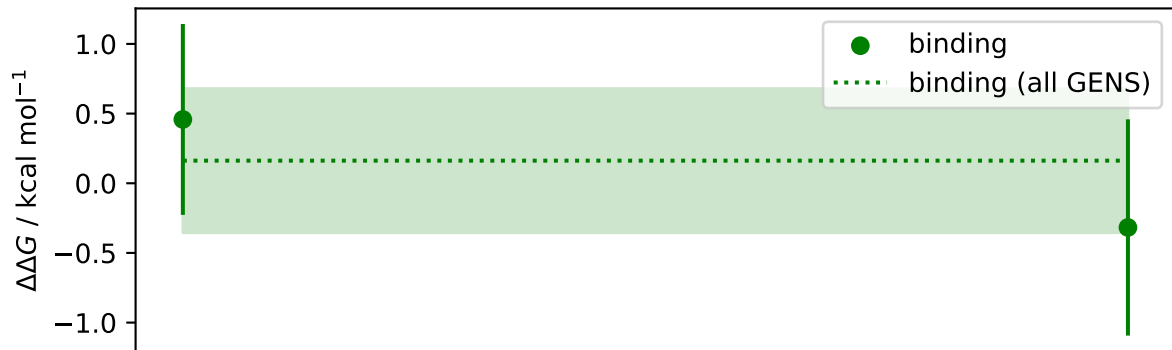 1.0
0.5
0.0
−0.5
−1.0
ΔΔG / kcal mol⁻¹
binding
binding (all GENS)